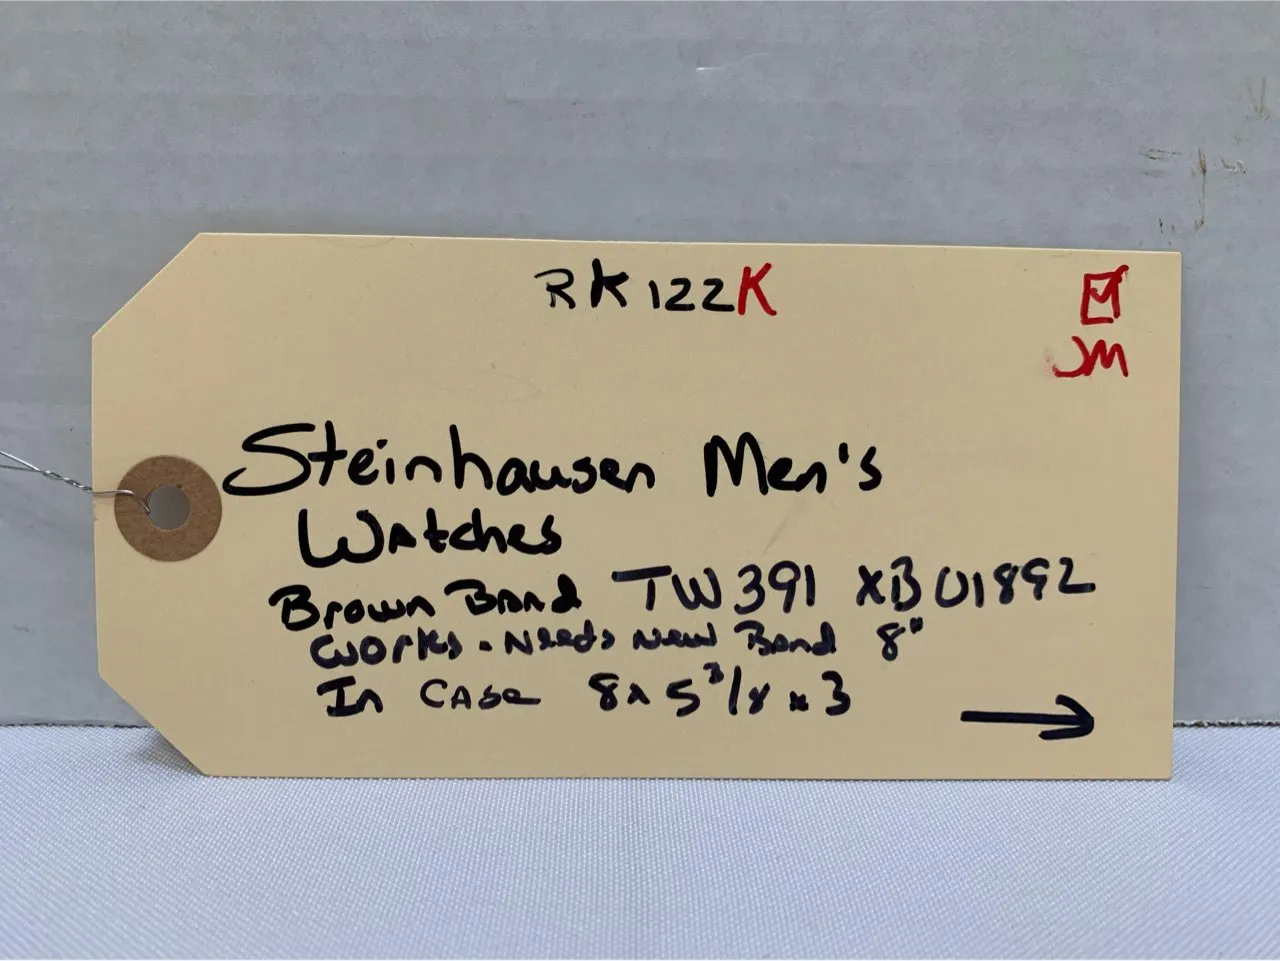 RK122K
JM
Steinhausen Men's
Watches
Brown Band TW391 XB01892
Works. Needs New Band 8"
In Case 8x5 3/8 x 3